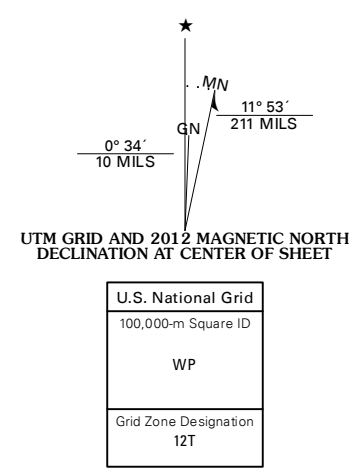 ★
MN
11° 53´
211 MILS
GN
0° 34´
10 MILS
UTM GRID AND 2012 MAGNETIC NORTH
DECLINATION AT CENTER OF SHEET
U.S. National Grid
100,000-m Square ID
WP
Grid Zone Designation
12T